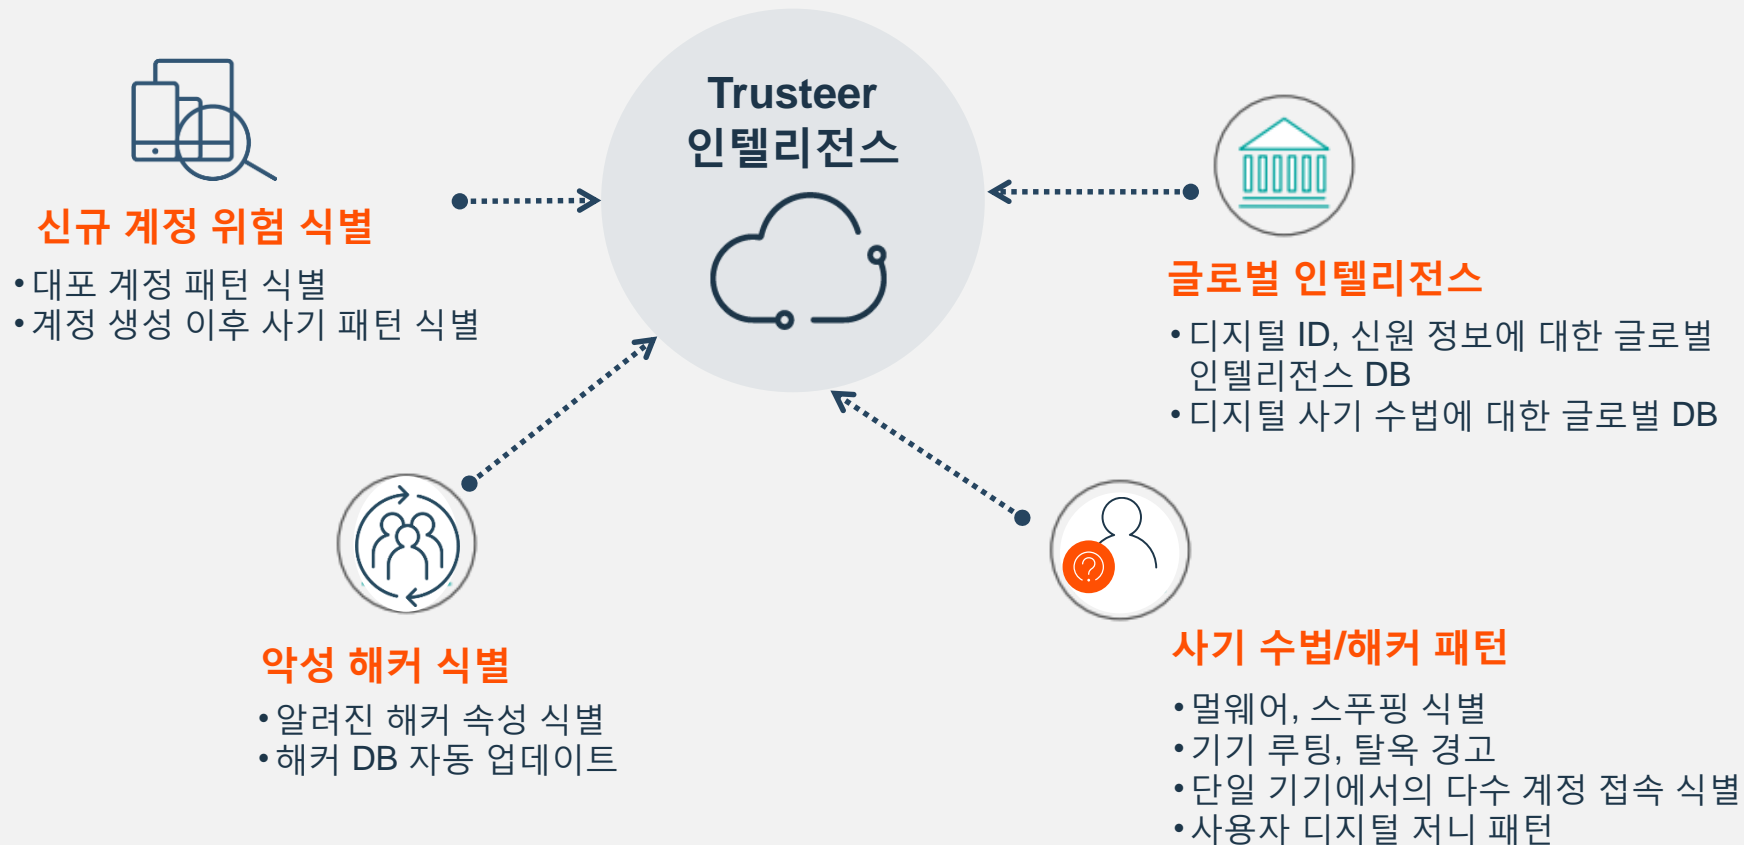 Trusteer
인텔리전스
신규 계정 위험 식별
•대포 계정 패턴 식별
•계정 생성 이후 사기 패턴 식별
글로벌 인텔리전스
•디지털 ID, 신원 정보에 대한 글로벌
인텔리전스 DB
•디지털 사기 수법에 대한 글로벌 DB
악성 해커 식별
•알려진 해커 속성 식별
•해커 DB 자동 업데이트
사기 수법/해커 패턴
•멀웨어, 스푸핑 식별
•기기 루팅, 탈옥 경고
•단일 기기에서의 다수 계정 접속 식별
•사용자 디지털 저니 패턴